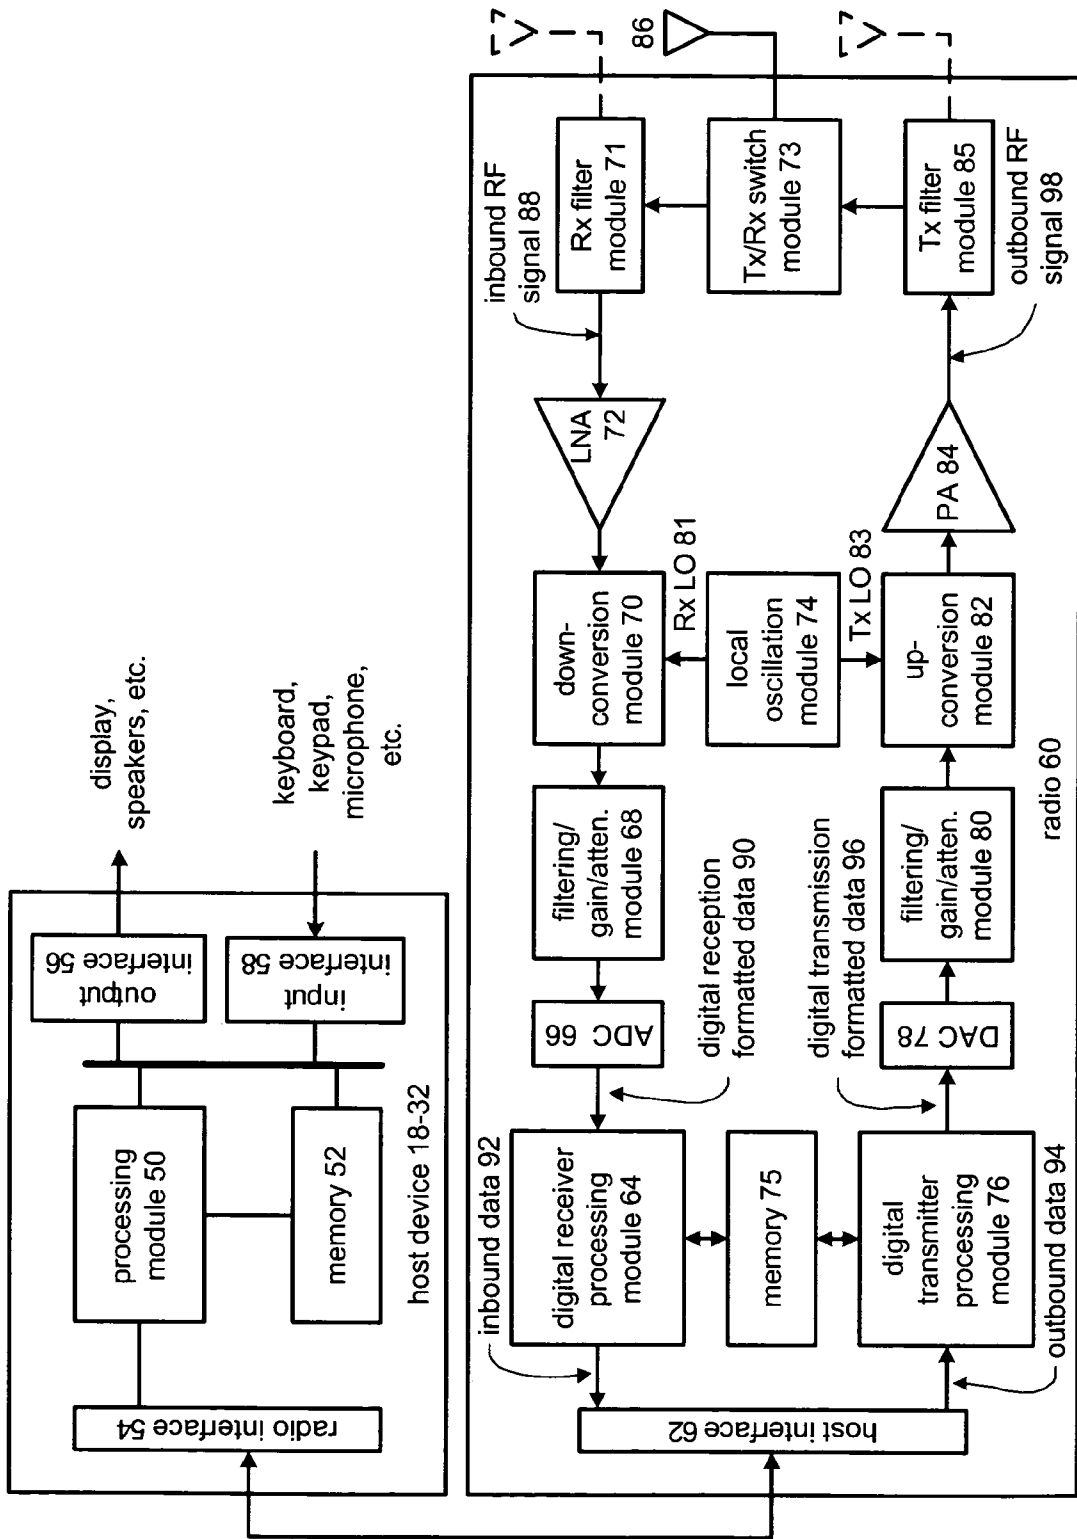 radio interface 54
processing
module 50
memory 52
output
interface 56
input
interface 58
display,
speakers, etc.
keyboard,
keypad,
microphone,
etc.
host device 18-32
host interface 62
inbound data 92
digital receiver
processing
module 64
ADC 66
filtering/
gain/atten.
module 68
down-
conversion
module 70
LNA
72
inbound RF
signal 88
Rx filter
module 71
86
digital reception
formatted data 90
Rx LO 81
memory 75
local
oscillation
module 74
Tx/Rx switch
module 73
digital transmission
formatted data 96
Tx LO 83
digital
transmitter
processing
module 76
DAC 78
filtering/
gain/atten.
module 80
up-
conversion
module 82
PA 84
Tx filter
module 85
outbound RF
signal 98
outbound data 94
radio 60